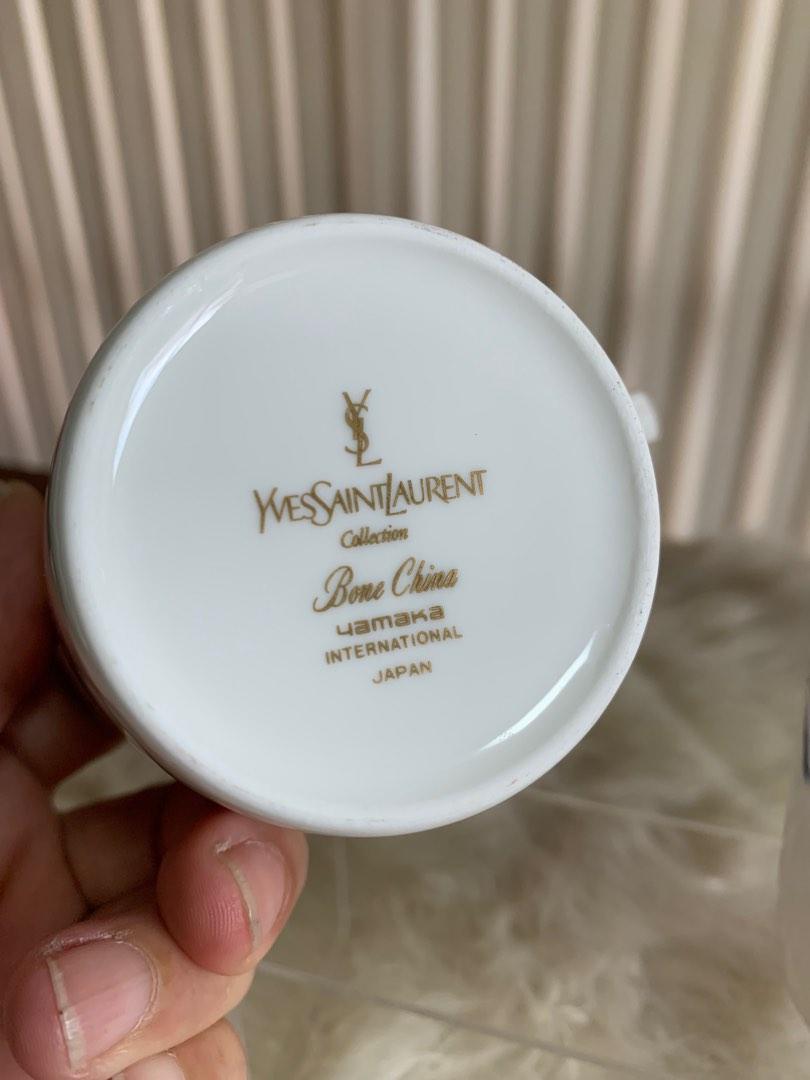 YSL
YVESSAINTLAURENT
Collection
Bone China
yamaka
INTERNATIONAL
JAPAN